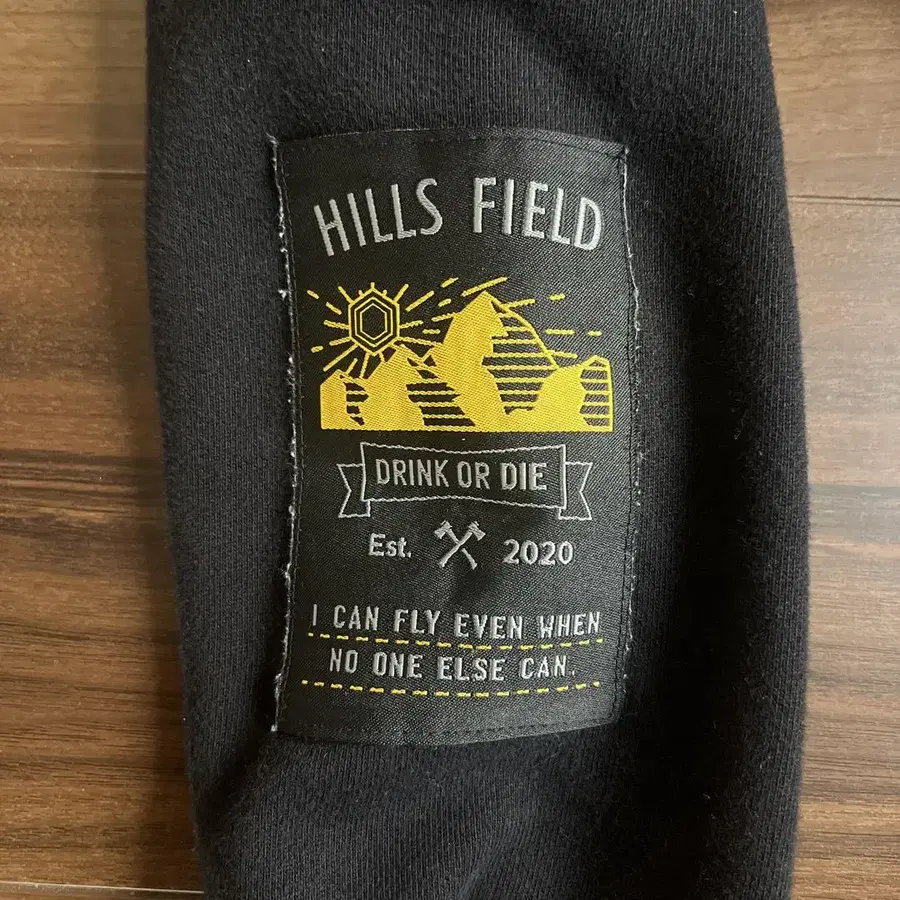 HILLS FIELD
DRINK OR DIE
Est. 2020
I CAN FLY EVEN WHEN
NO ONE ELSE CAN.